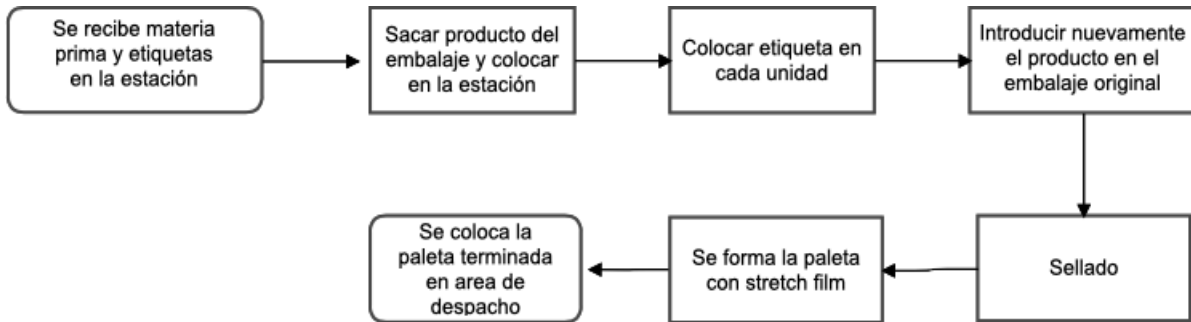 Se recibe materia
prima y etiquetas
en la estación
Sacar producto del
embalaje y colocar
en la estación
Colocar etiqueta en
cada unidad
Introducir nuevamente
el producto en el
embalaje original
Sellado
Se forma la paleta
con stretch film
Se coloca la
paleta terminada
en area de
despacho